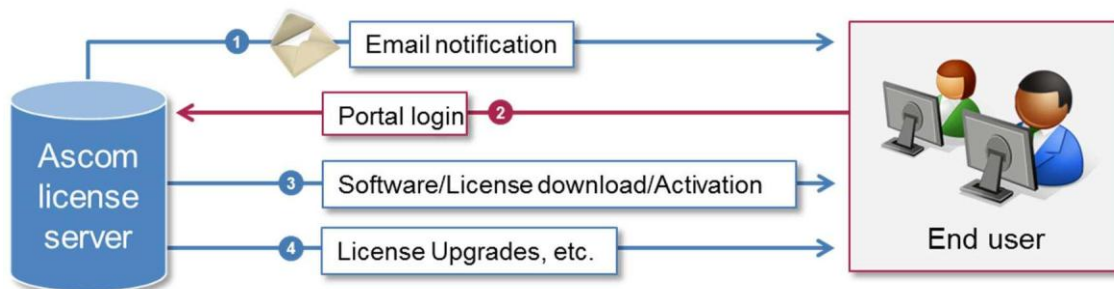 1
Email notification
2
Portal login
Ascom
license
server
3
Software/License download/Activation
4
License Upgrades, etc.
End user